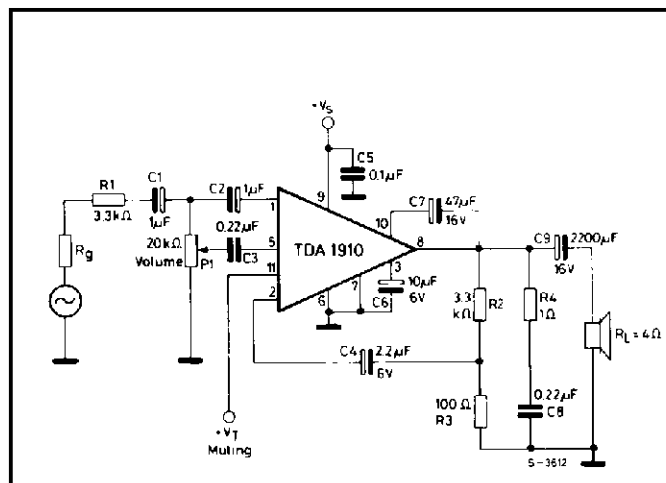 +VS
C5
0.1µF
R1
3.3kΩ
C1
1µF
C2
1µF
1
9
10
C7
47µF
16V
Rg
20kΩ
Volume
P1
0.22µF
C3
5
11
2
TDA 1910
8
3
7
6
10µF
6V
C6
C9
2200µF
16V
3.3
kΩ
R2
R4
1Ω
RL = 4Ω
C4
2.2µF
6V
100Ω
R3
0.22µF
C8
+VT
Muting
S-3612